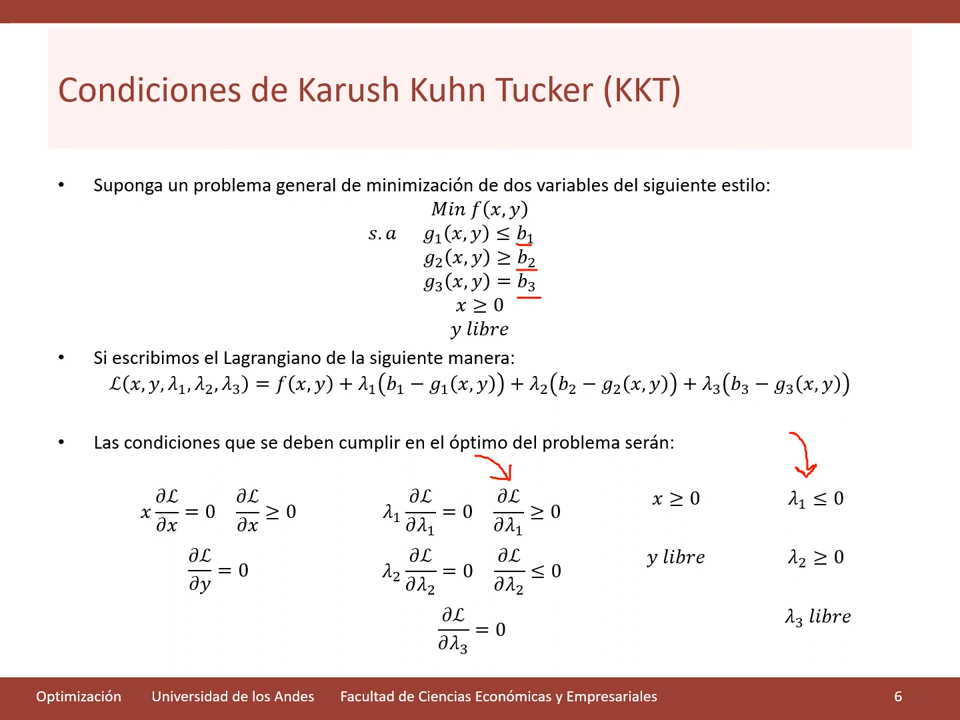 Condiciones de Karush Kuhn Tucker (KKT)
• Suponga un problema general de minimización de dos variables del siguiente estilo:
Min f(x, y)
s. a g₁(x, y) ≤ b₁
g₂(x, y) ≥ b₂
g₃(x, y) = b₃
x ≥ 0
y libre
• Si escribimos el Lagrangiano de la siguiente manera:
ℒ(x, y, λ₁, λ₂, λ₃) = f(x, y) + λ₁(b₁ − g₁(x, y)) + λ₂(b₂ − g₂(x, y)) + λ₃(b₃ − g₃(x, y))
• Las condiciones que se deben cumplir en el óptimo del problema serán:
x ∂ℒ/∂x = 0 ∂ℒ/∂x ≥ 0 λ₁ ∂ℒ/∂λ₁ = 0 ∂ℒ/∂λ₁ ≥ 0 x ≥ 0 λ₁ ≤ 0
∂ℒ/∂y = 0 λ₂ ∂ℒ/∂λ₂ = 0 ∂ℒ/∂λ₂ ≤ 0 y libre λ₂ ≥ 0
∂ℒ/∂λ₃ = 0 λ₃ libre
Optimización Universidad de los Andes Facultad de Ciencias Económicas y Empresariales 6